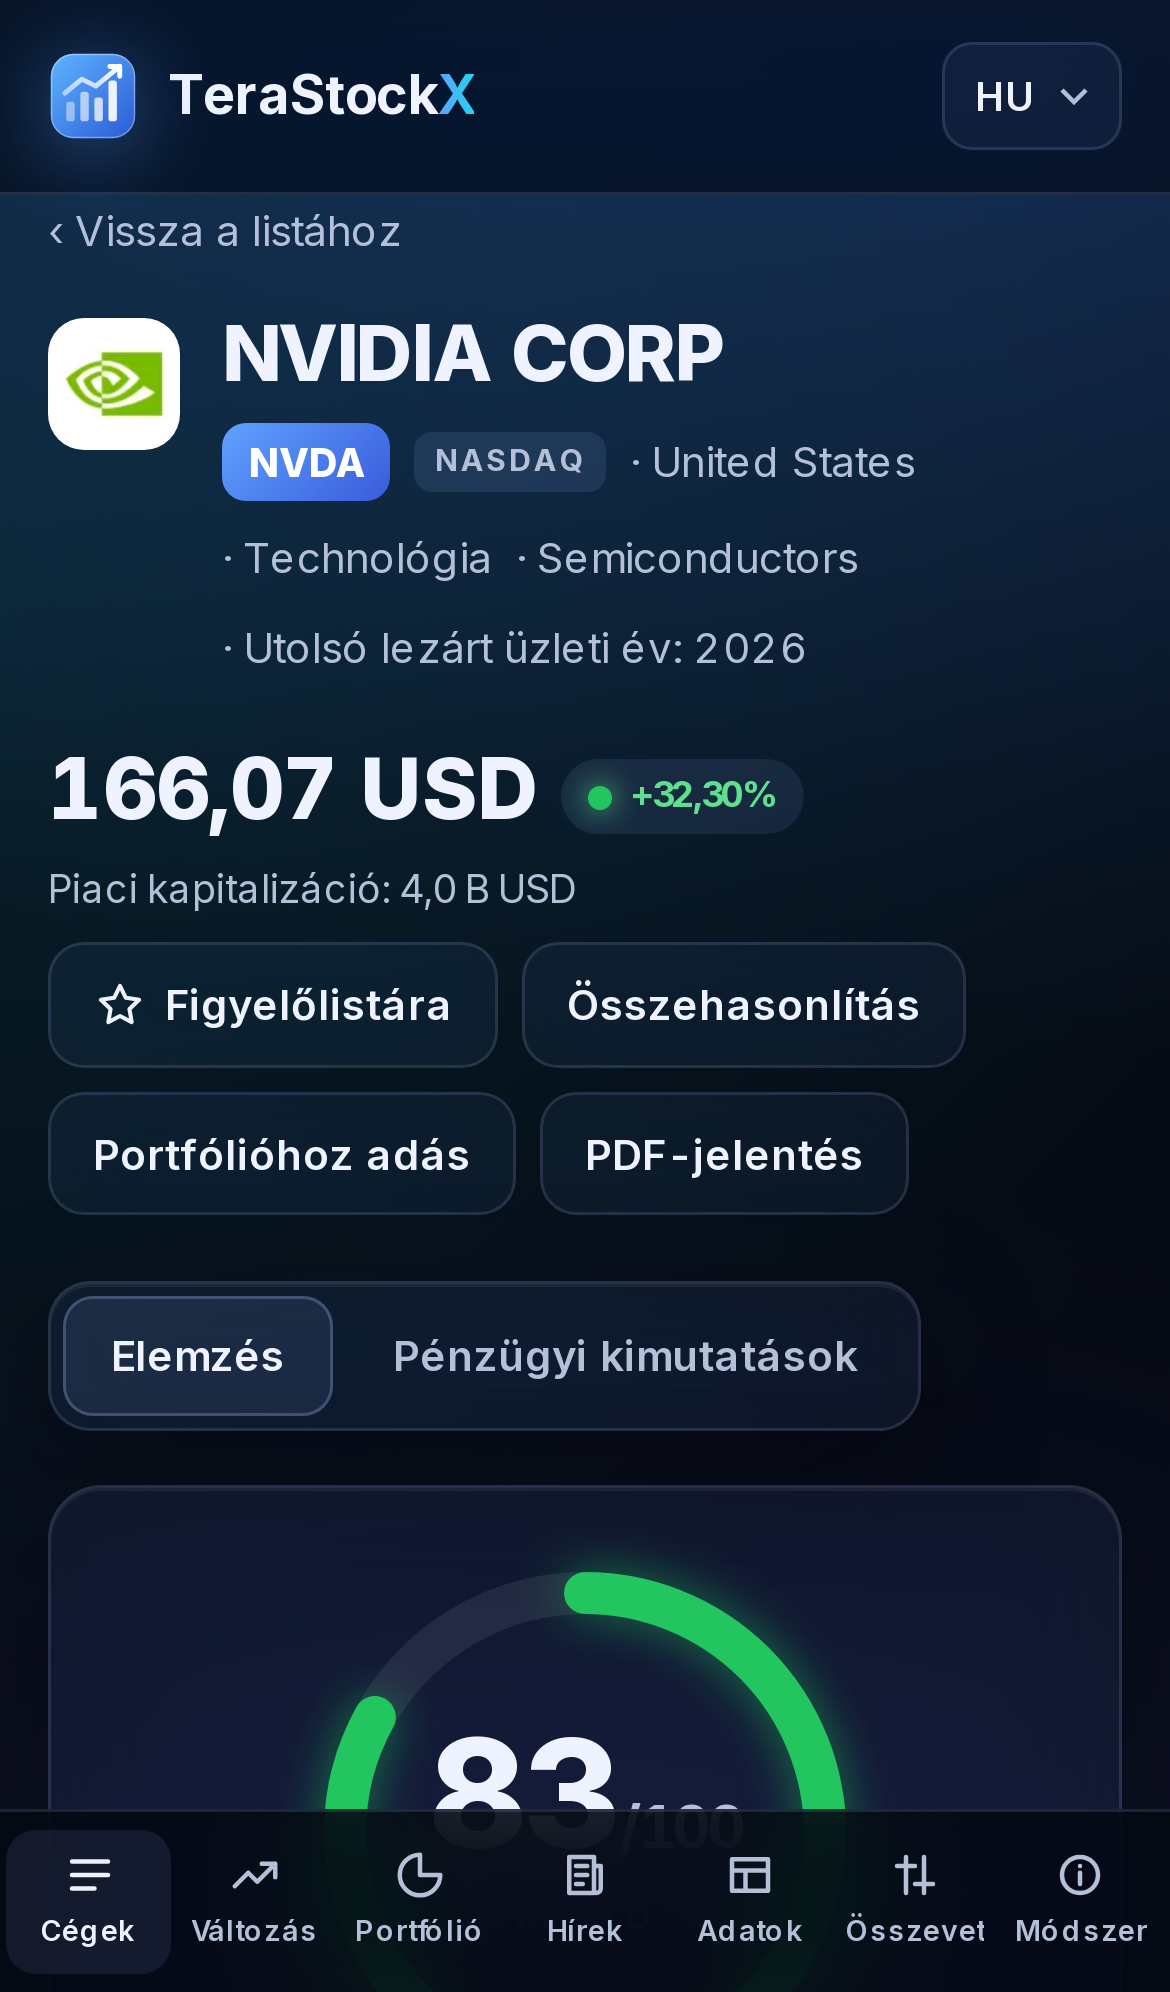 TeraStockX
HU
‹ Vissza a listához
NVIDIA CORP
NVDA NASDAQ · United States
· Technológia · Semiconductors
· Utolsó lezárt üzleti év: 2026
166,07 USD +32,30%
Piaci kapitalizáció: 4,0 B USD
Figyelőlistára Összehasonlítás
Portfólióhoz adás PDF-jelentés
Elemzés Pénzügyi kimutatások
83/100
Cégek Változás Portfólió Hírek Adatok Összevet Módszer